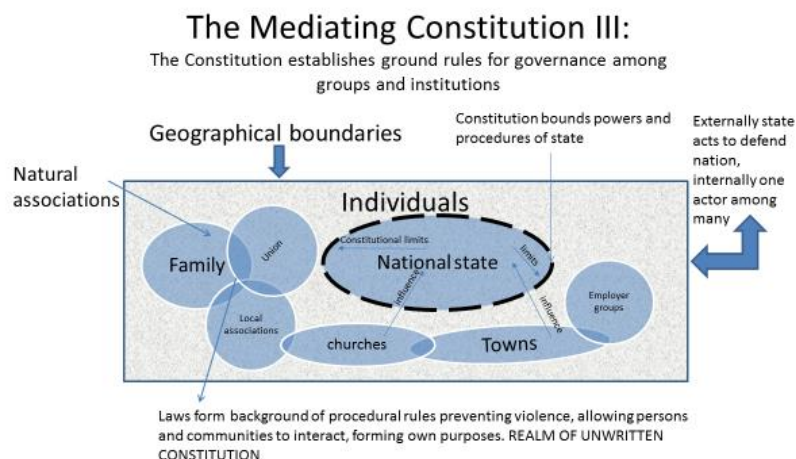 The Mediating Constitution III:
The Constitution establishes ground rules for governance among
groups and institutions
Geographical boundaries
Constitution bounds powers and
procedures of state
Externally state
acts to defend
nation,
internally one
actor among
many
Natural
associations
Individuals
Family
Union
Constitutional limits
National state
limits
influence
influence
Employer
groups
Local
associations
churches
Towns
Laws form background of procedural rules preventing violence, allowing persons
and communities to interact, forming own purposes. REALM OF UNWRITTEN
CONSTITUTION